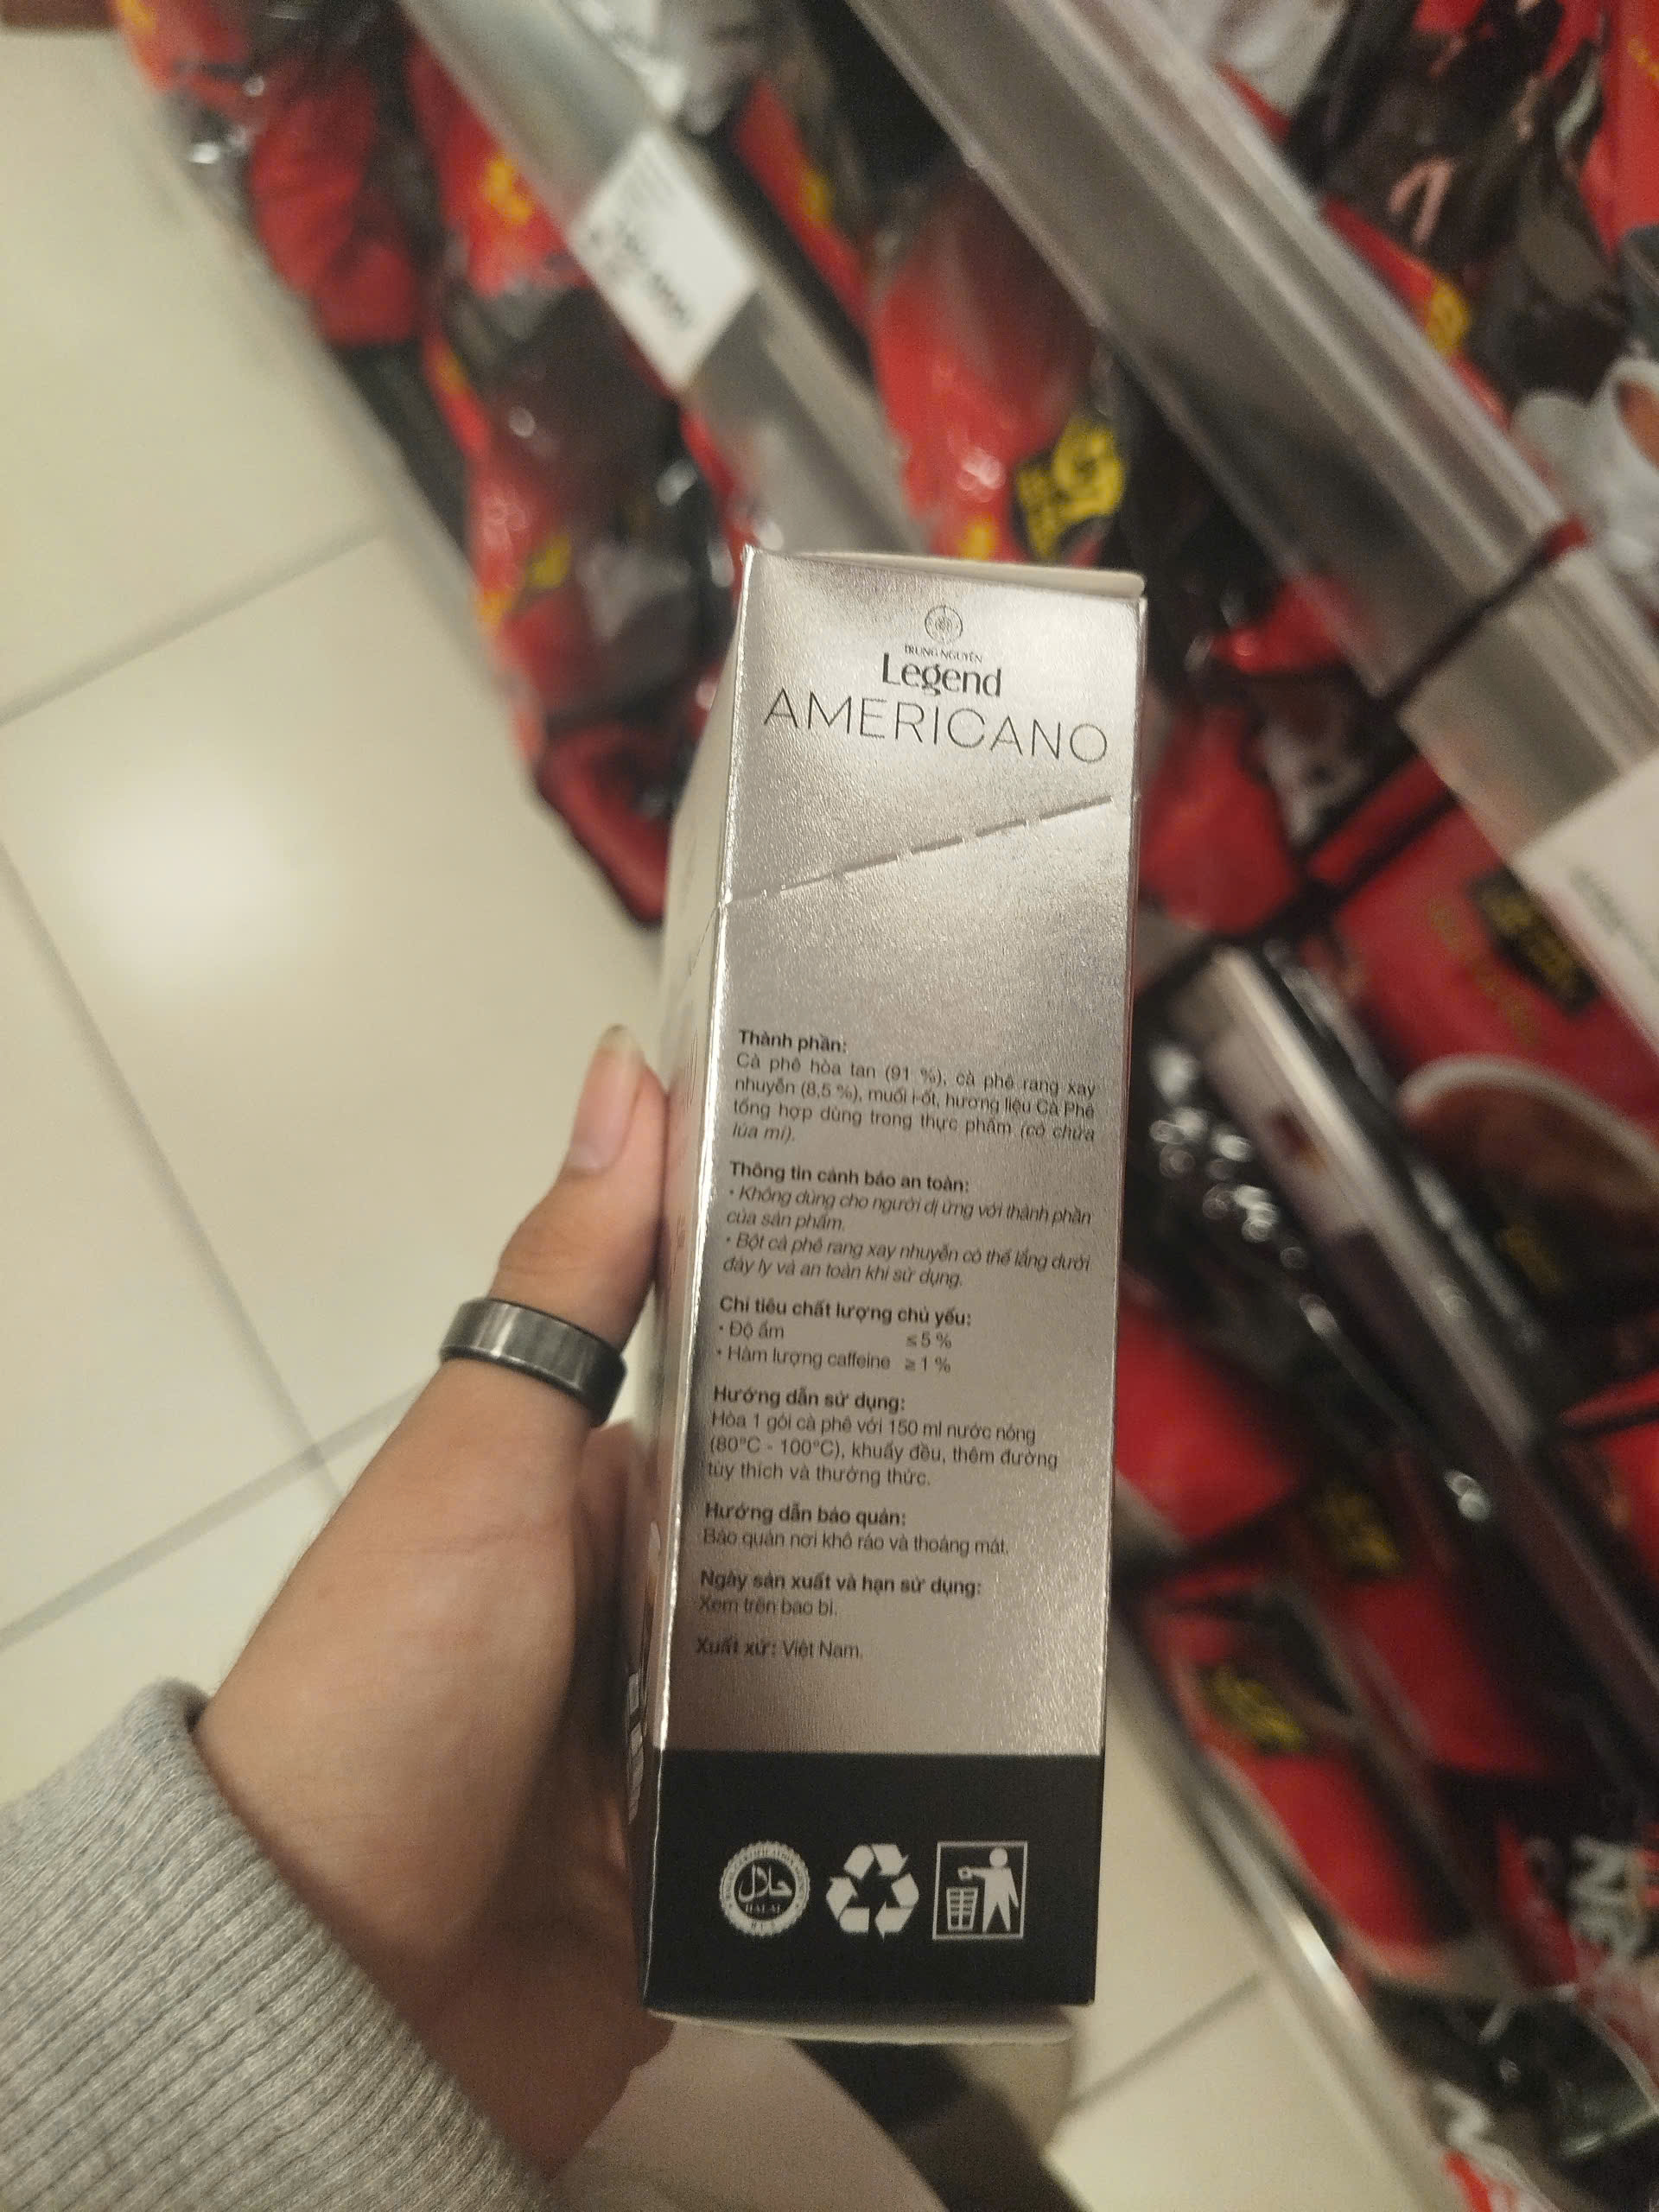 TRUNG NGUYÊN
Legend
AMERICANO
Thành phần:
Cà phê hòa tan (91 %), cà phê rang xay
nhuyễn (8,5 %), muối i-ốt, hương liệu Cà Phê
tổng hợp dùng trong thực phẩm (có chứa
lúa mì).
Thông tin cảnh báo an toàn:
• Không dùng cho người dị ứng với thành phần
của sản phẩm.
• Bột cà phê rang xay nhuyễn có thể lắng dưới
đáy ly và an toàn khi sử dụng.
Chỉ tiêu chất lượng chủ yếu:
• Độ ẩm ≤ 5 %
• Hàm lượng caffeine ≥ 1 %
Hướng dẫn sử dụng:
Hòa 1 gói cà phê với 150 ml nước nóng
(80°C - 100°C), khuấy đều, thêm đường
tùy thích và thưởng thức.
Hướng dẫn bảo quản:
Bảo quản nơi khô ráo và thoáng mát.
Ngày sản xuất và hạn sử dụng:
Xem trên bao bì.
Xuất xứ: Việt Nam.
حلال
HALAL